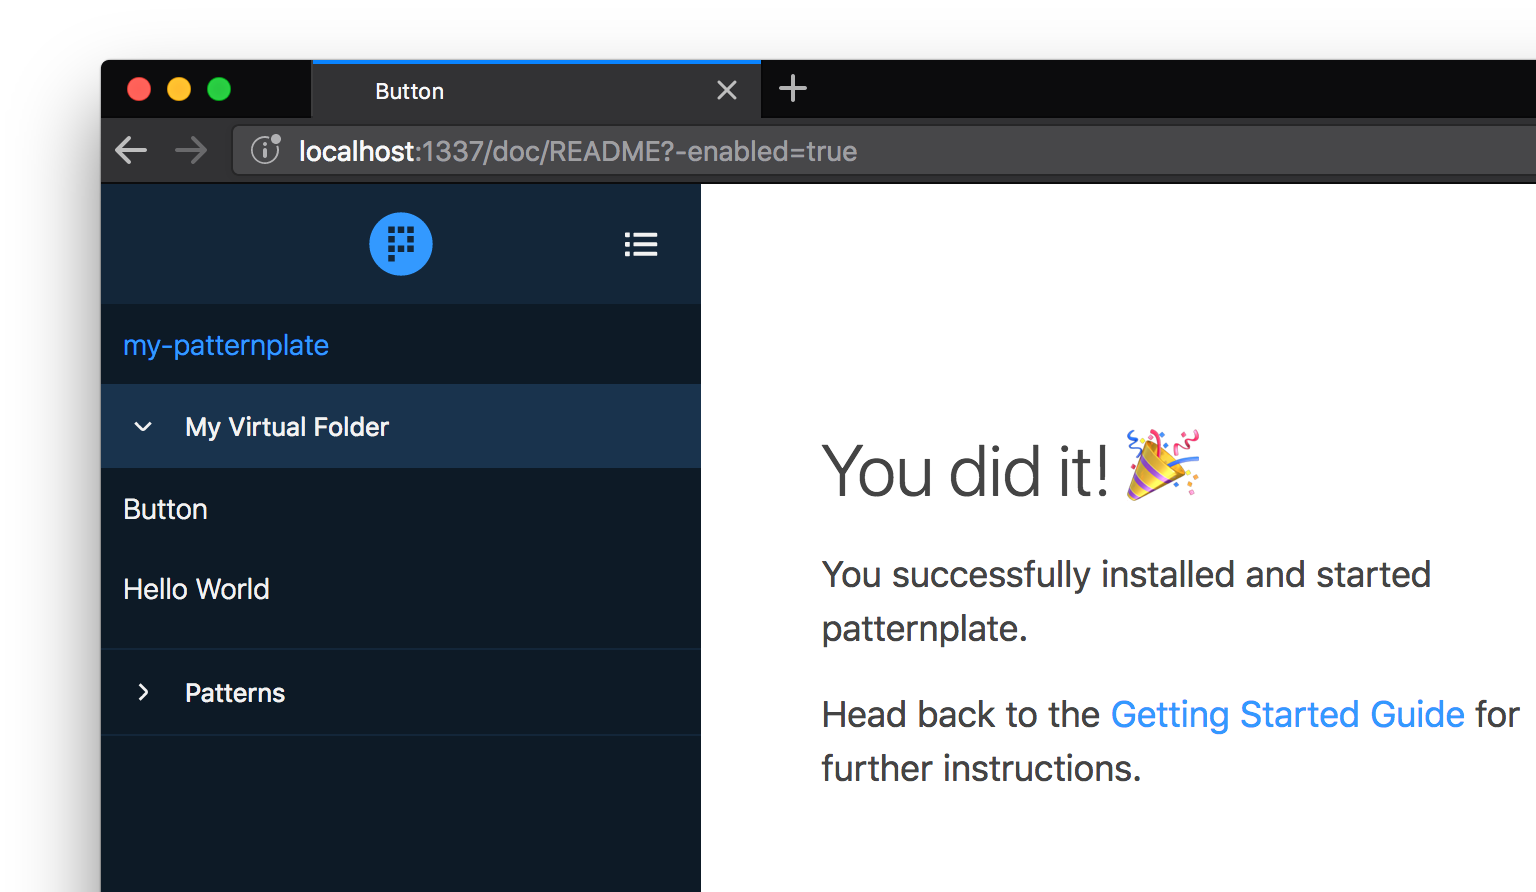 Button
localhost:1337/doc/README?-enabled=true
my-patternplate
My Virtual Folder
Button
Hello World
Patterns
You did it! 🎉
You successfully installed and started
patternplate.
Head back to the Getting Started Guide for
further instructions.